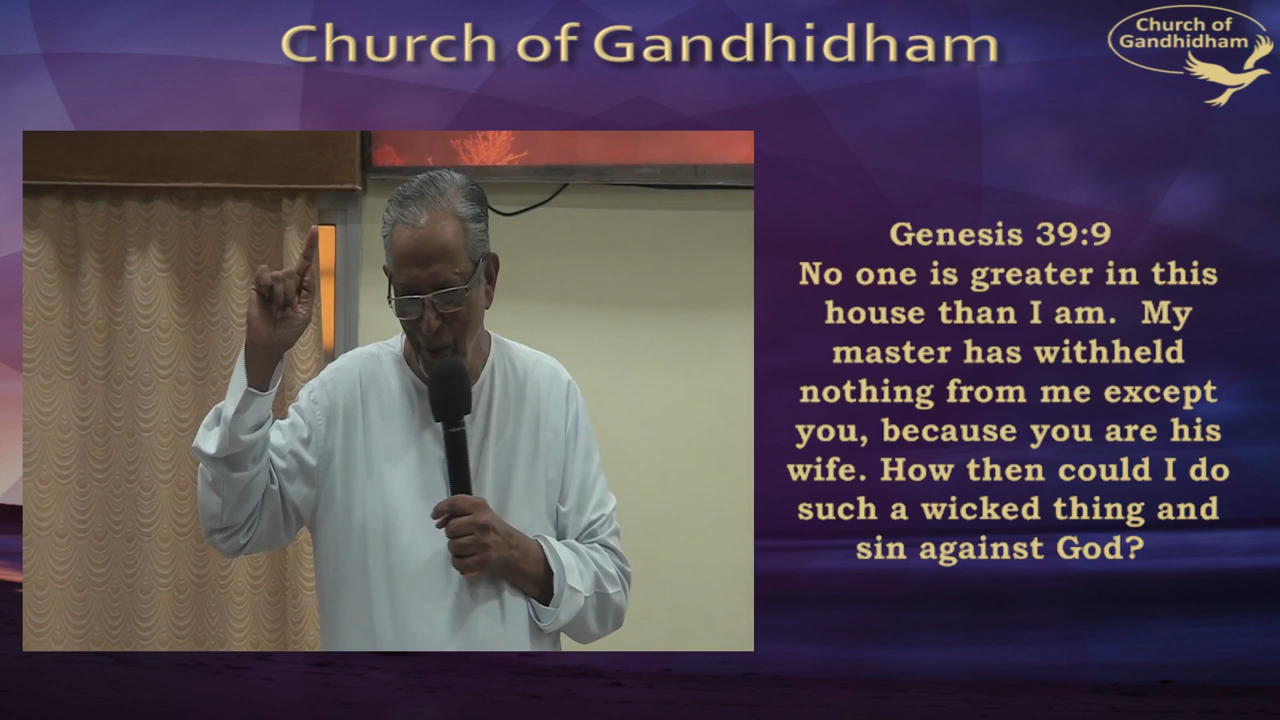 Church of Gandhidham
Church of
Gandhidham
Genesis 39:9
No one is greater in this
house than I am.  My
master has withheld
nothing from me except
you, because you are his
wife. How then could I do
such a wicked thing and
sin against God?